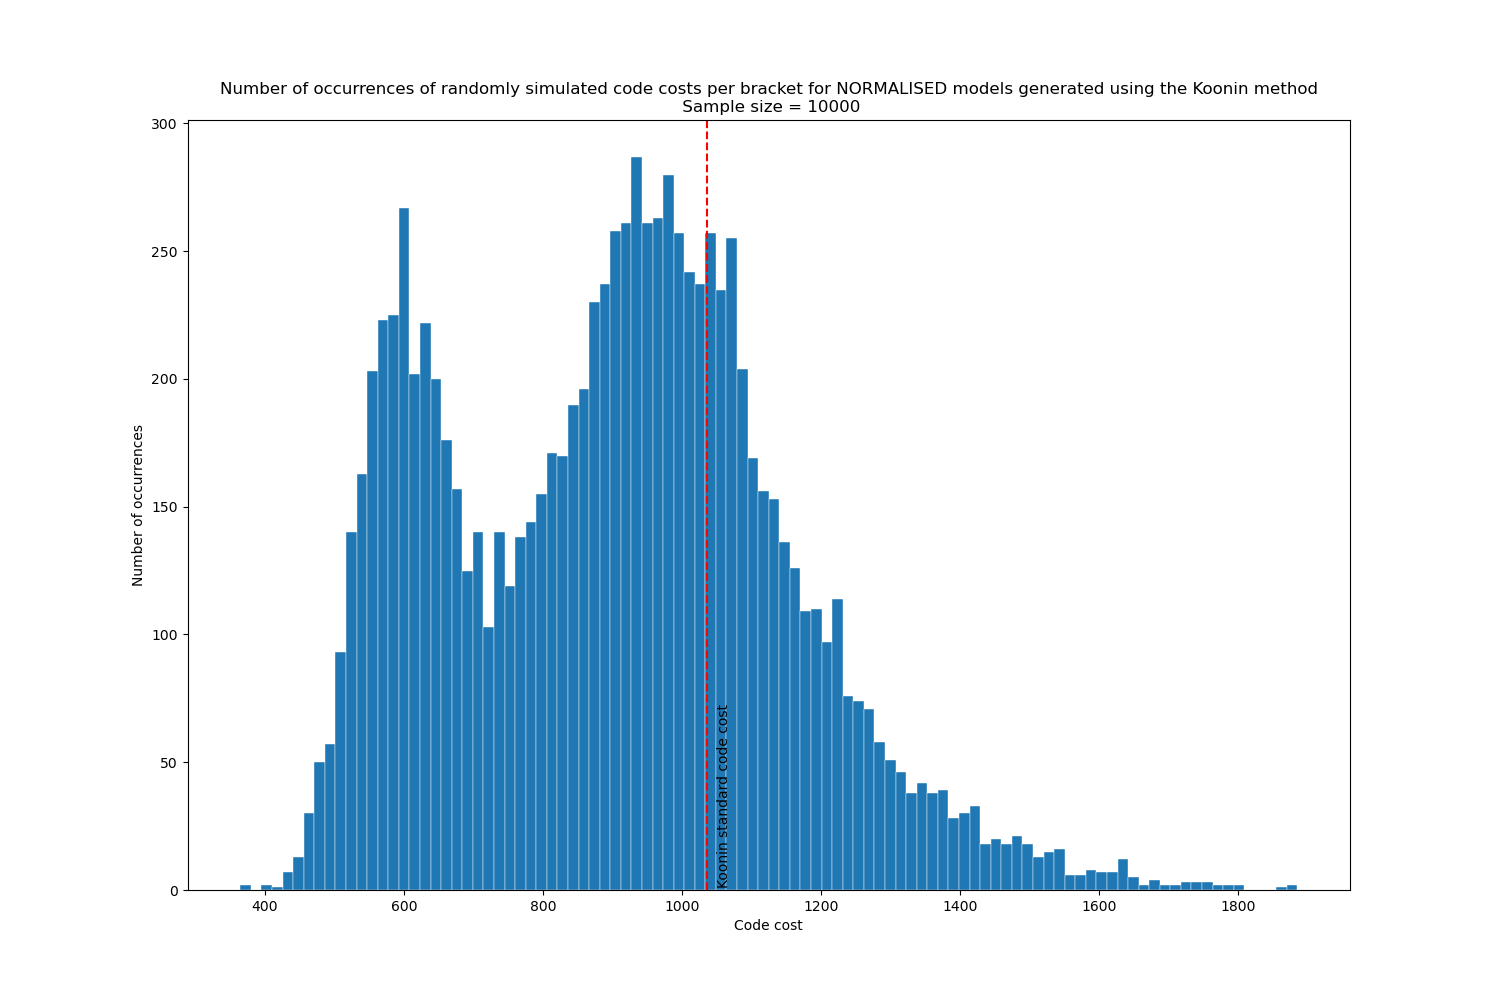 Number of occurrences of randomly simulated code costs per bracket for NORMALISED models generated using the Koonin method
Sample size = 10000
300
250
200
150
100
50
0
Number of occurrences
Koonin standard code cost
400 600 800 1000 1200 1400 1600 1800
Code cost